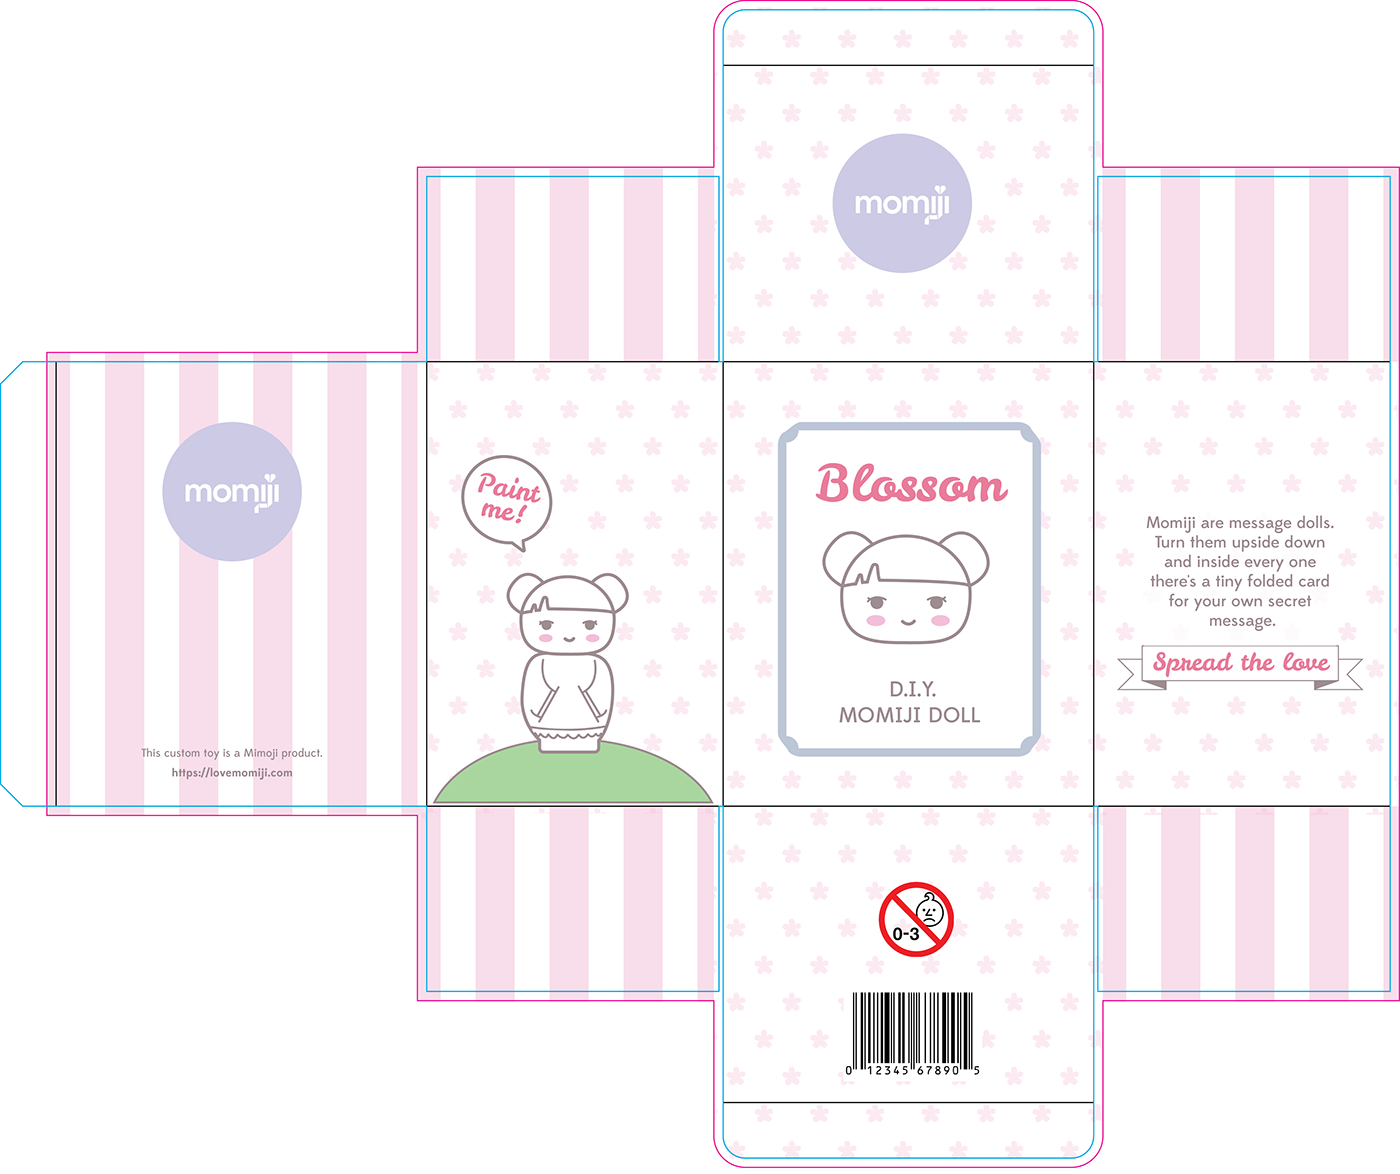 momiji
momiji
This custom toy is a Mimoji product.
https://lovemomiji.com
Paint
me!
Blossom
D.I.Y.
MOMIJI DOLL
Momiji are message dolls.
Turn them upside down
and inside every one
there's a tiny folded card
for your own secret
message.
Spread the love
0-3
0 12345 67890 5